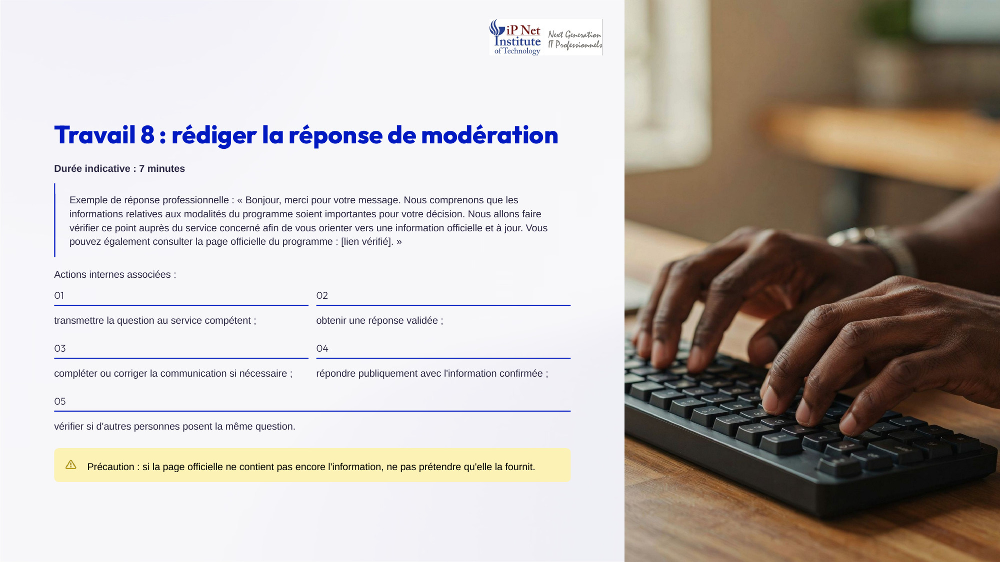 iP Net
Institute
of Technology
Next Generation
IT Professionnels
Travail 8 : rédiger la réponse de modération
Durée indicative : 7 minutes
Exemple de réponse professionnelle : « Bonjour, merci pour votre message. Nous comprenons que les
informations relatives aux modalités du programme soient importantes pour votre décision. Nous allons faire
vérifier ce point auprès du service concerné afin de vous orienter vers une information officielle et à jour. Vous
pouvez également consulter la page officielle du programme : [lien vérifié]. »
Actions internes associées :
01
transmettre la question au service compétent ;
02
obtenir une réponse validée ;
03
compléter ou corriger la communication si nécessaire ;
04
répondre publiquement avec l'information confirmée ;
05
vérifier si d'autres personnes posent la même question.
Précaution : si la page officielle ne contient pas encore l'information, ne pas prétendre qu'elle la fournit.